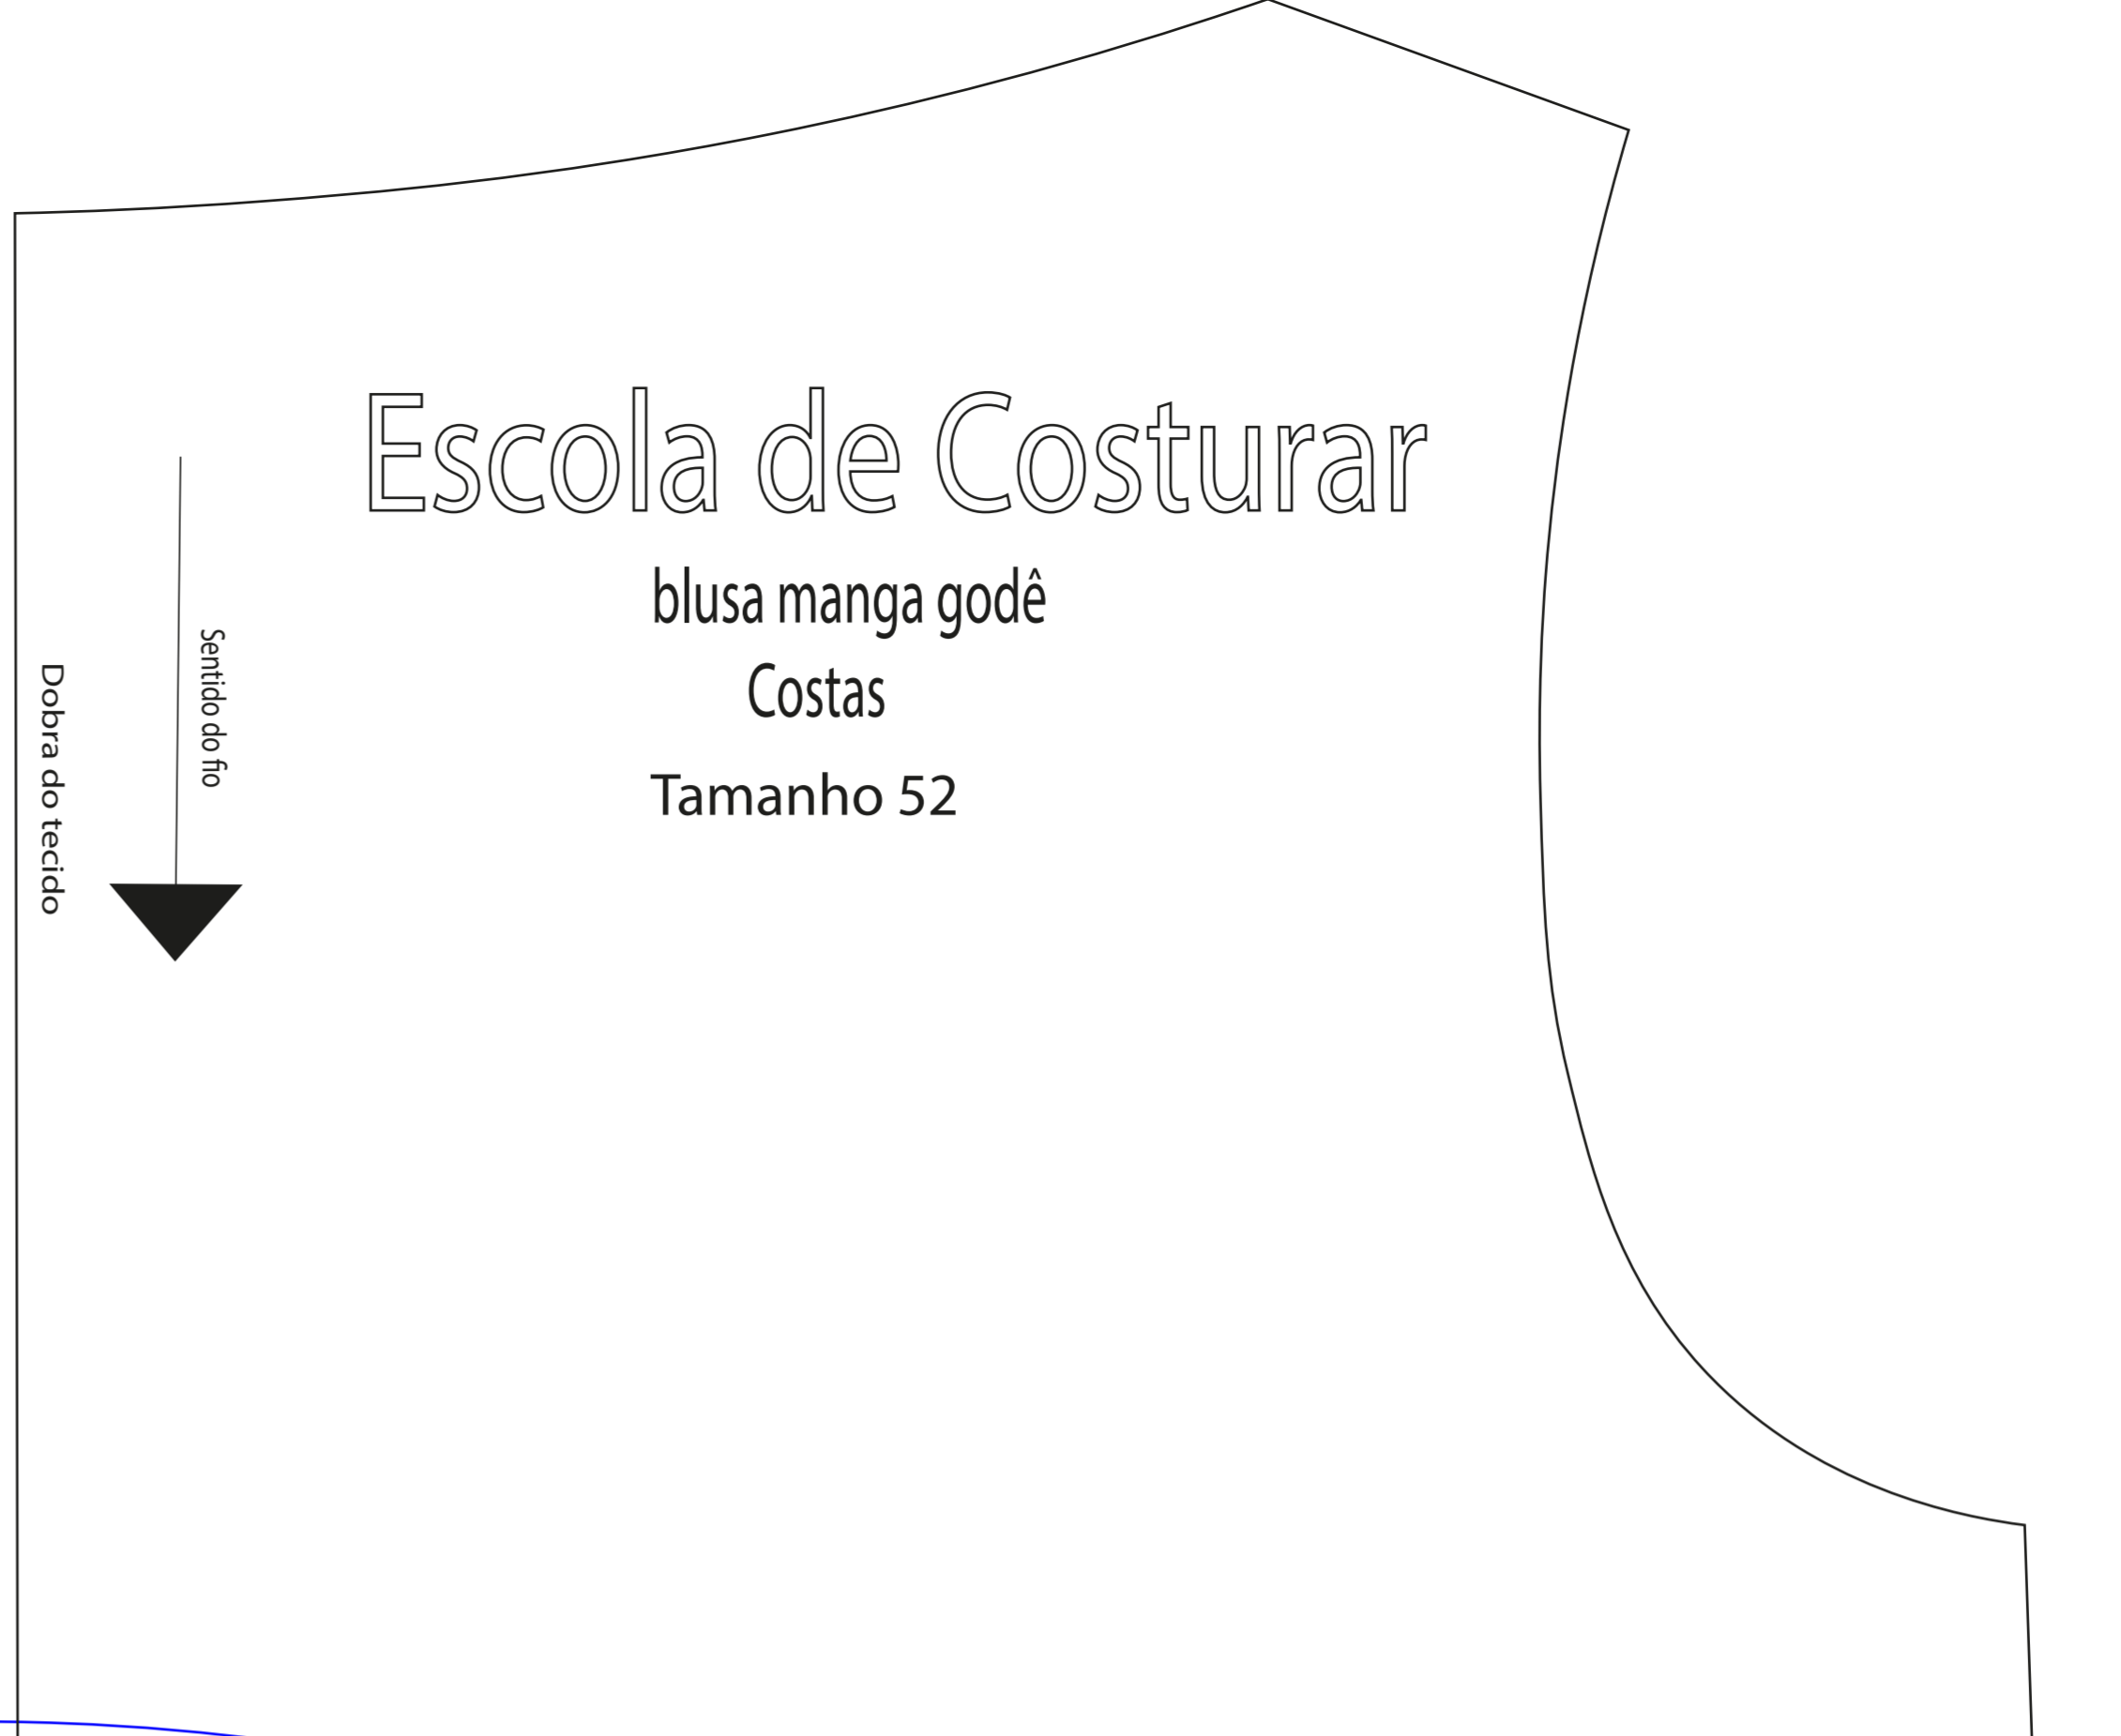 Escola de Costurar
blusa manga godê
Costas
Tamanho 52
Sentido do fio
Dobra do tecido